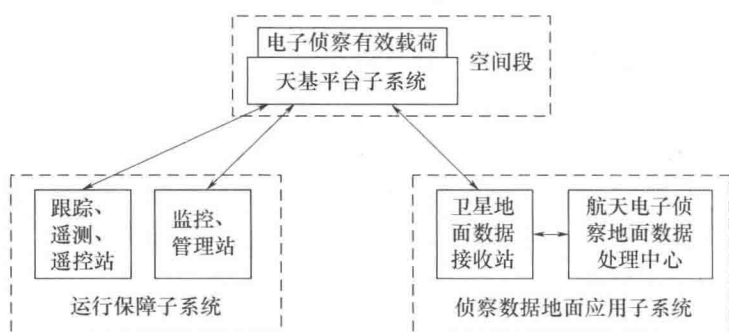 电子侦察有效载荷
天基平台子系统
空间段
跟踪、
遥测、
遥控站
监控、
管理站
运行保障子系统
卫星地
面数据
接收站
航天电子侦
察地面数据
处理中心
侦察数据地面应用子系统